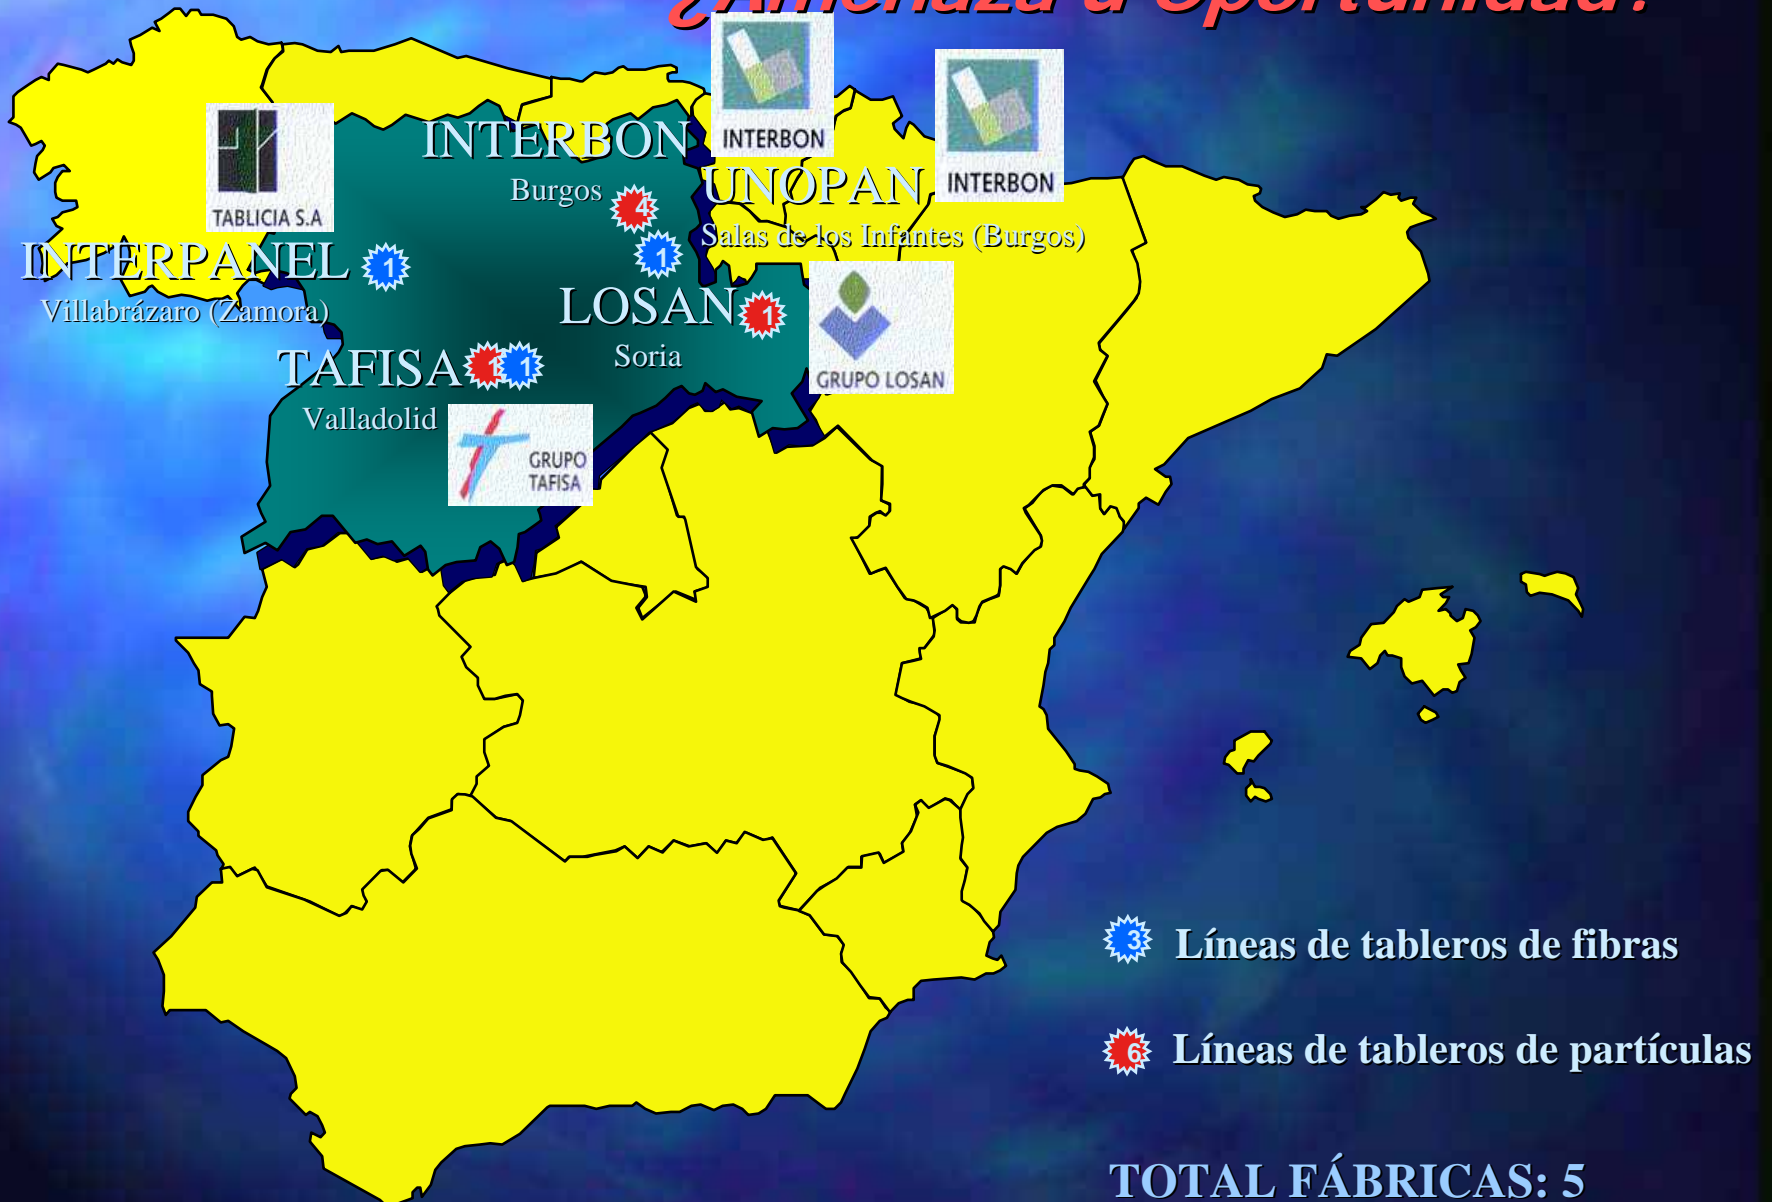 ¿Amenaza u Oportunidad?
INTERBON
INTERBON
TABLICIA S.A
INTERBON
Burgos
4
1
UNOPAN
Salas de los Infantes (Burgos)
INTERPANEL
1
Villabrázaro (Zamora)
LOSAN
1
Soria
GRUPO LOSAN
TAFISA
1
1
Valladolid
GRUPO
TAFISA
3
Líneas de tableros de fibras
6
Líneas de tableros de partículas
TOTAL FÁBRICAS: 5